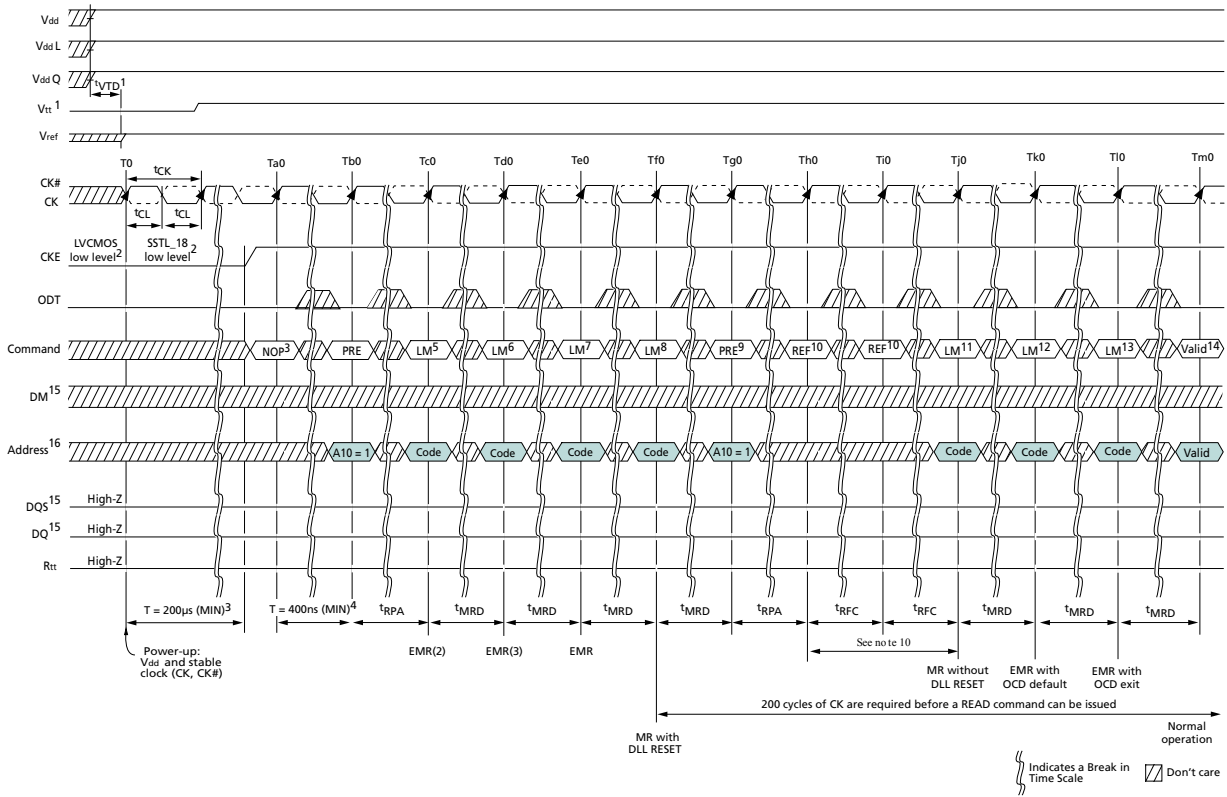 Vdd
Vdd L
Vdd Q
tVTD1
Vtt 1
Vref
T0 Ta0 Tb0 Tc0 Td0 Te0 Tf0 Tg0 Th0 Ti0 Tj0 Tk0 Tl0 Tm0
tCK
CK#
CK
tCL tCL
LVCMOS low level2
SSTL_18 low level2
CKE
ODT
Command NOP3 PRE LM5 LM6 LM7 LM8 PRE9 REF10 REF10 LM11 LM12 LM13 Valid14
DM15
Address16 A10 = 1 Code Code Code Code A10 = 1 Code Code Code Valid
DQS15 High-Z
DQ15 High-Z
Rtt High-Z
T = 200µs (MIN)3 T = 400ns (MIN)4 tRPA tMRD tMRD tMRD tMRD tRPA tRFC tRFC tMRD tMRD tMRD
See note 10
Power-up:
Vdd and stable
clock (CK, CK#)
EMR(2) EMR(3) EMR
MR without
DLL RESET
EMR with
OCD default
EMR with
OCD exit
200 cycles of CK are required before a READ command can be issued
MR with
DLL RESET
Normal
operation
Indicates a Break in
Time Scale
Don't care